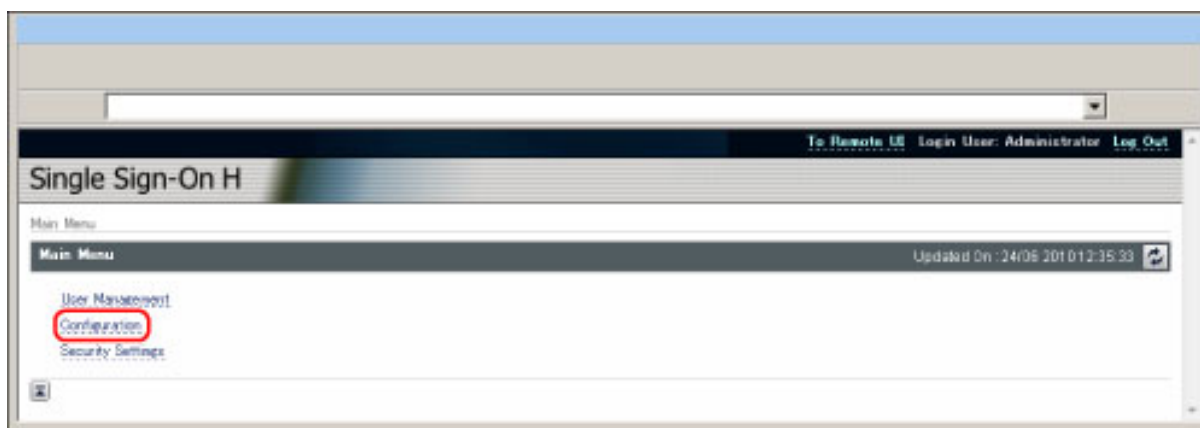 To Remote UI Login User: Administrator Log Out
Single Sign-On H
Main Menu
Main Menu
Updated On : 24/06 2010 12:35:33
User Management
Configuration
Security Settings